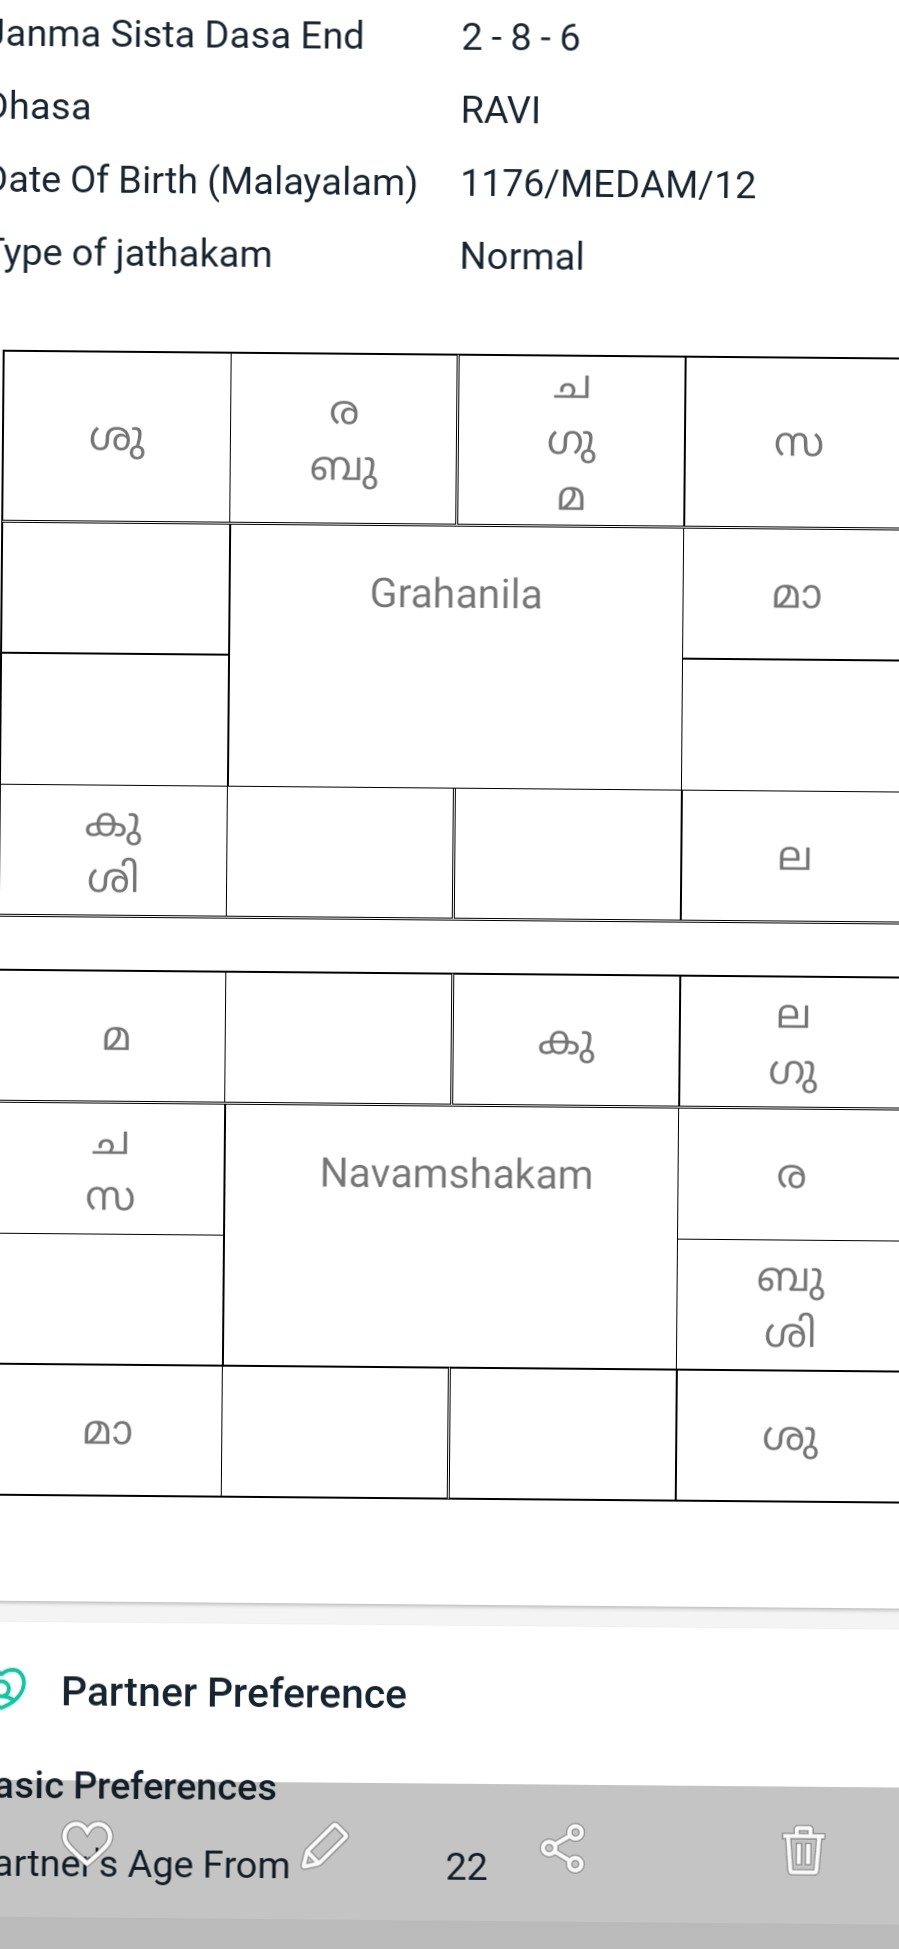 Janma Sista Dasa End 2 - 8 - 6
Dhasa RAVI
Date Of Birth (Malayalam) 1176/MEDAM/12
Type of jathakam Normal
ശു
ര
ബു
ച
ഗു
മ
സ
Grahanila
മാ
കു
ശി
ല
മ
കു
ല
ഗു
ച
സ
Navamshakam
ര
ബു
ശി
മാ
ശു
Partner Preference
asic Preferences
artner's Age From 22